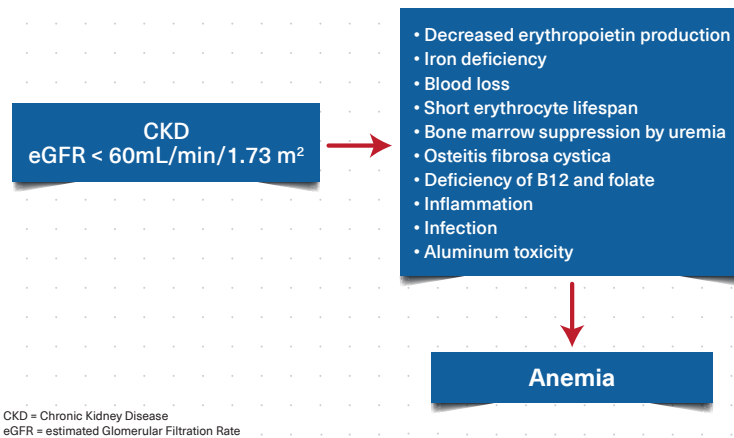 CKD
eGFR < 60mL/min/1.73 m²
• Decreased erythropoietin production
• Iron deficiency
• Blood loss
• Short erythrocyte lifespan
• Bone marrow suppression by uremia
• Osteitis fibrosa cystica
• Deficiency of B12 and folate
• Inflammation
• Infection
• Aluminum toxicity
Anemia
CKD = Chronic Kidney Disease
eGFR = estimated Glomerular Filtration Rate